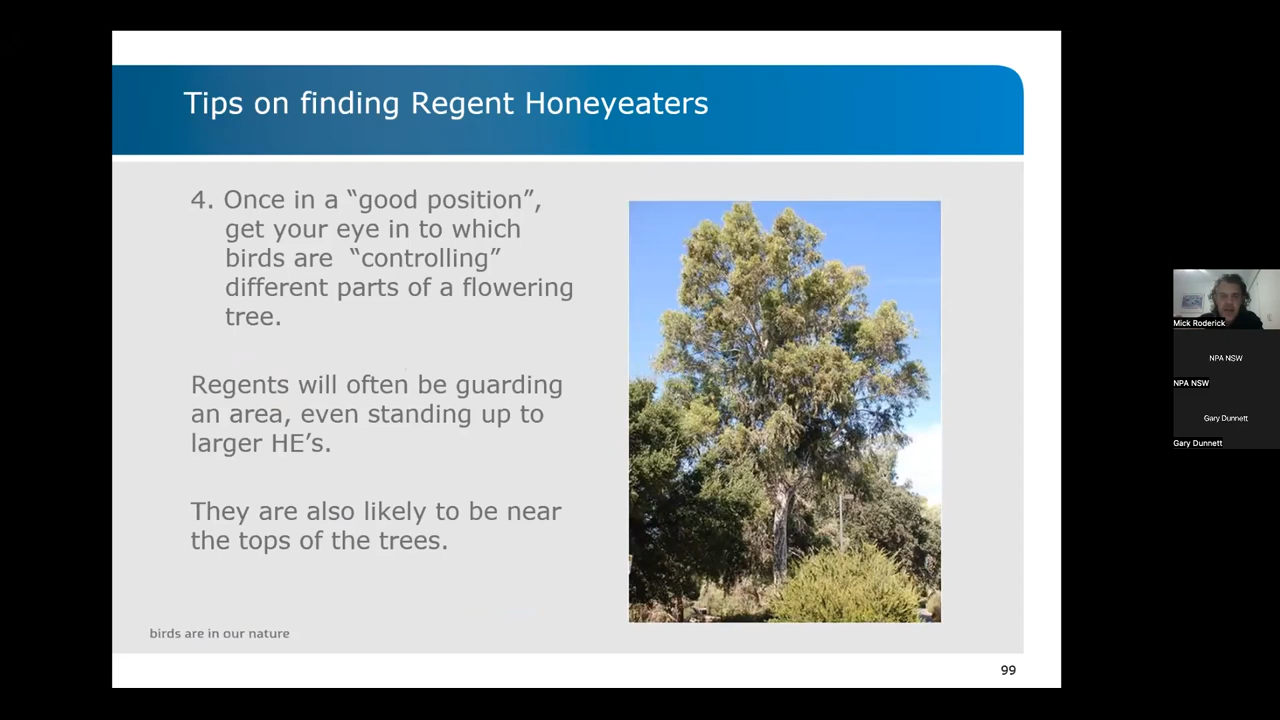 Tips on finding Regent Honeyeaters
4. Once in a “good position”,
get your eye in to which
birds are “controlling”
different parts of a flowering
tree.
Regents will often be guarding
an area, even standing up to
larger HE’s.
They are also likely to be near
the tops of the trees.
birds are in our nature
99
Mick Roderick
NPA NSW
NPA NSW
Gary Dunnett
Gary Dunnett